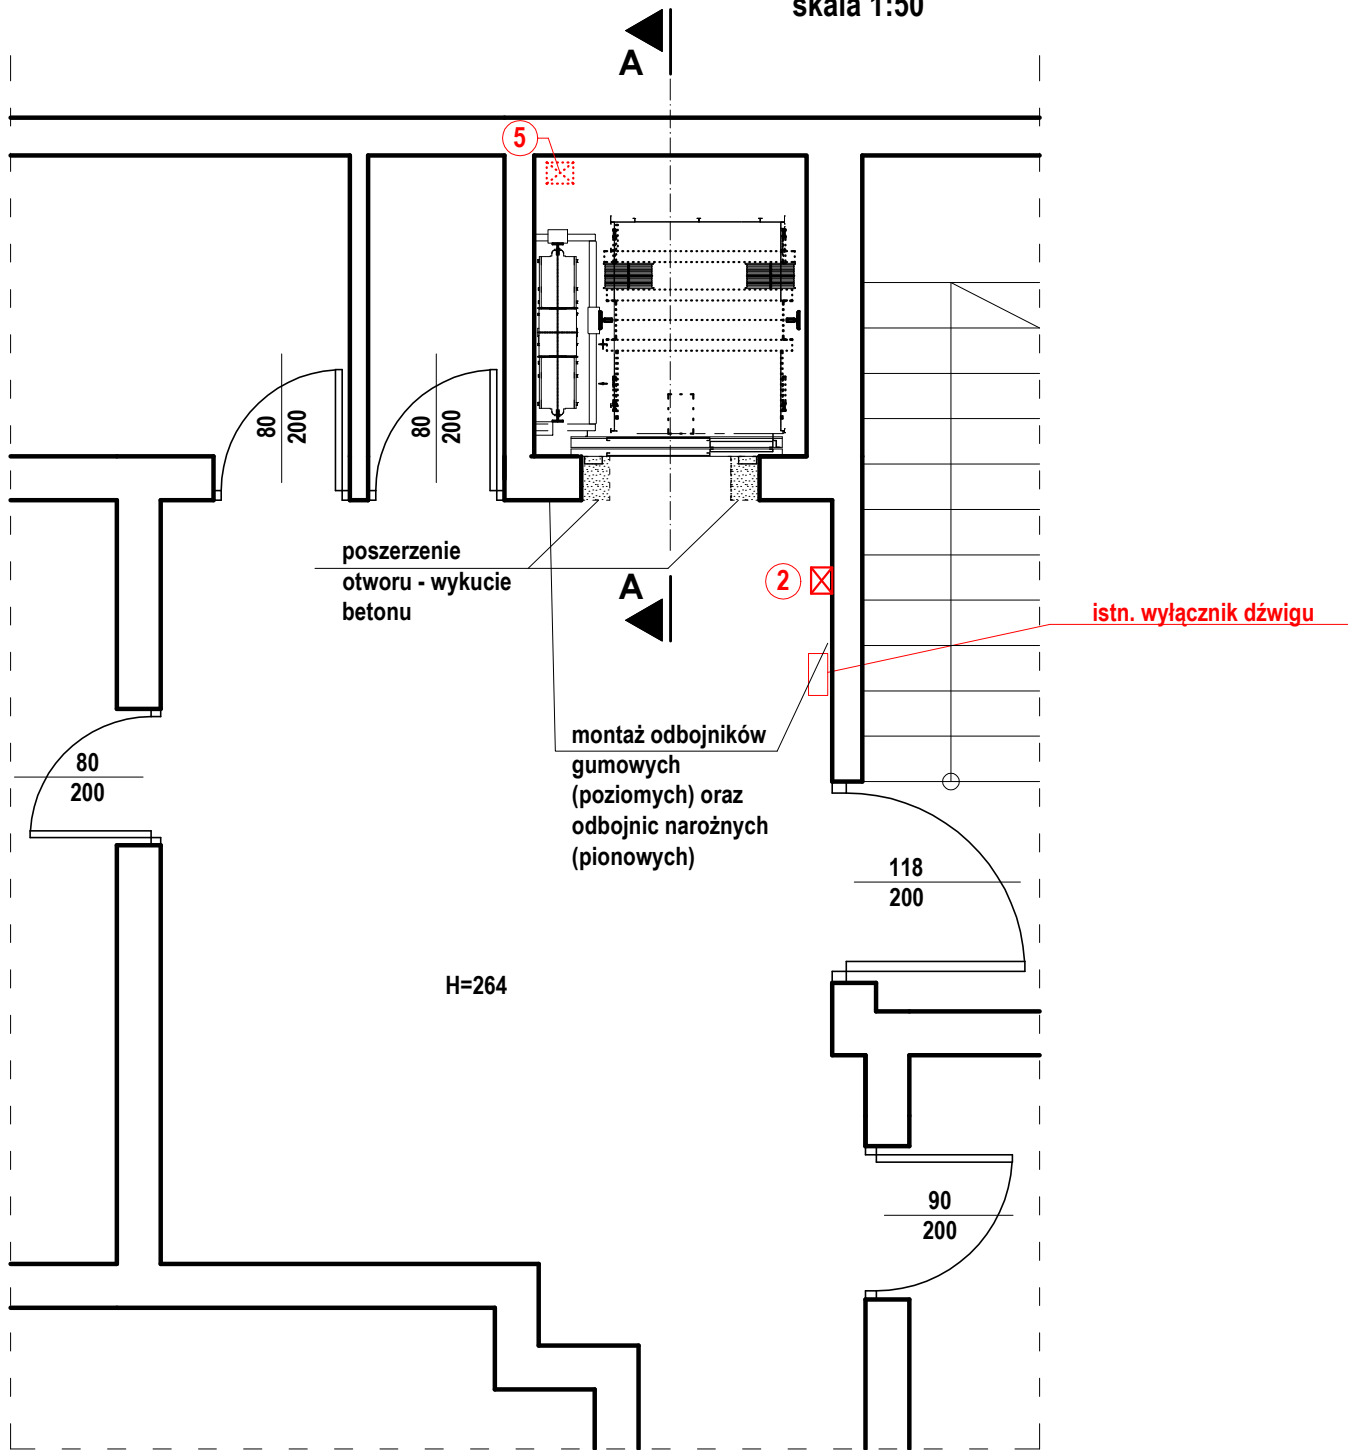 skala 1:50
A
5
80
200
80
200
poszerzenie
otworu - wykucie
betonu
A
2
istn. wyłącznik dźwigu
montaż odbojników
gumowych
(poziomych) oraz
odbojnic narożnych
(pionowych)
80
200
118
200
H=264
90
200